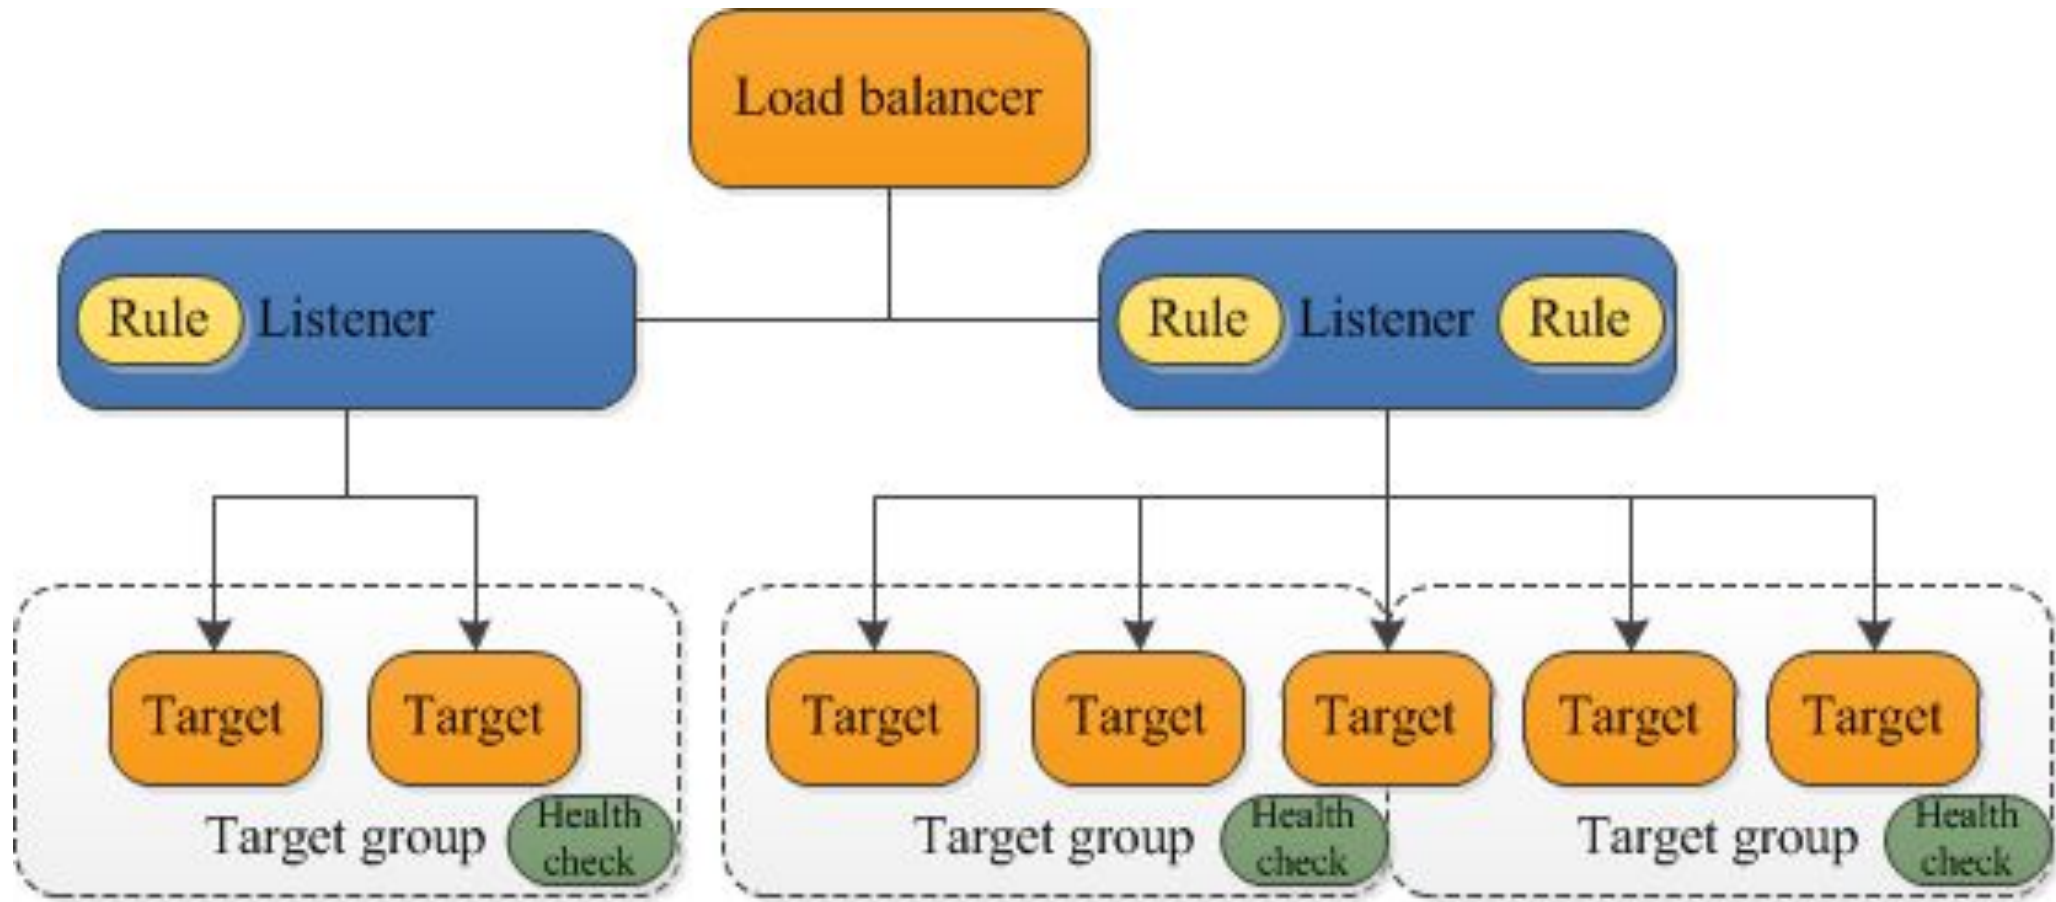 Load balancer
Rule Listener
Rule Listener Rule
Target Target
Target Target Target Target Target
Target group
Health
check
Target group
Health
check
Target group
Health
check